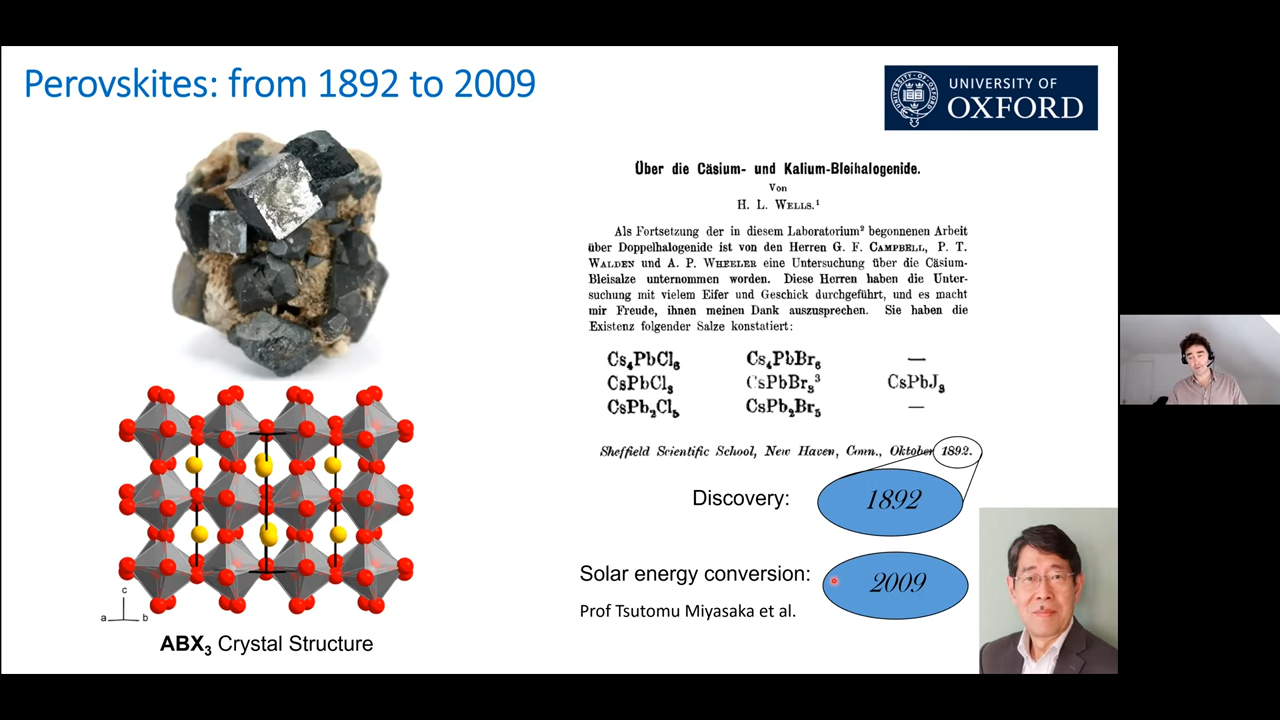 Perovskites: from 1892 to 2009
UNIVERSITY OF
OXFORD
Über die Cäsium- und Kalium-Bleihalogenide.
Von
H. L. WELLS.¹
Als Fortsetzung der in diesem Laboratorium² begonnenen Arbeit
über Doppelhalogenide ist von den Herren G. F. CAMPBELL, P. T.
WALDEN und A. P. WHEELER eine Untersuchung über die Cäsium-
Bleisalze unternommen worden. Diese Herren haben die Unter-
suchung mit vielem Eifer und Geschick durchgeführt, und es macht
mir Freude, ihnen meinen Dank auszusprechen. Sie haben die
Existenz folgender Salze konstatiert:
Cs₄PbCl₆ Cs₄PbBr₆ —
CsPbCl₃ CsPbBr₃³ CsPbJ₃
CsPb₂Cl₅ CsPb₂Br₅ —
Sheffield Scientific School, New Haven, Conn., Oktober 1892.
Discovery: 1892
Solar energy conversion: 2009
Prof Tsutomu Miyasaka et al.
c
a b
ABX₃ Crystal Structure